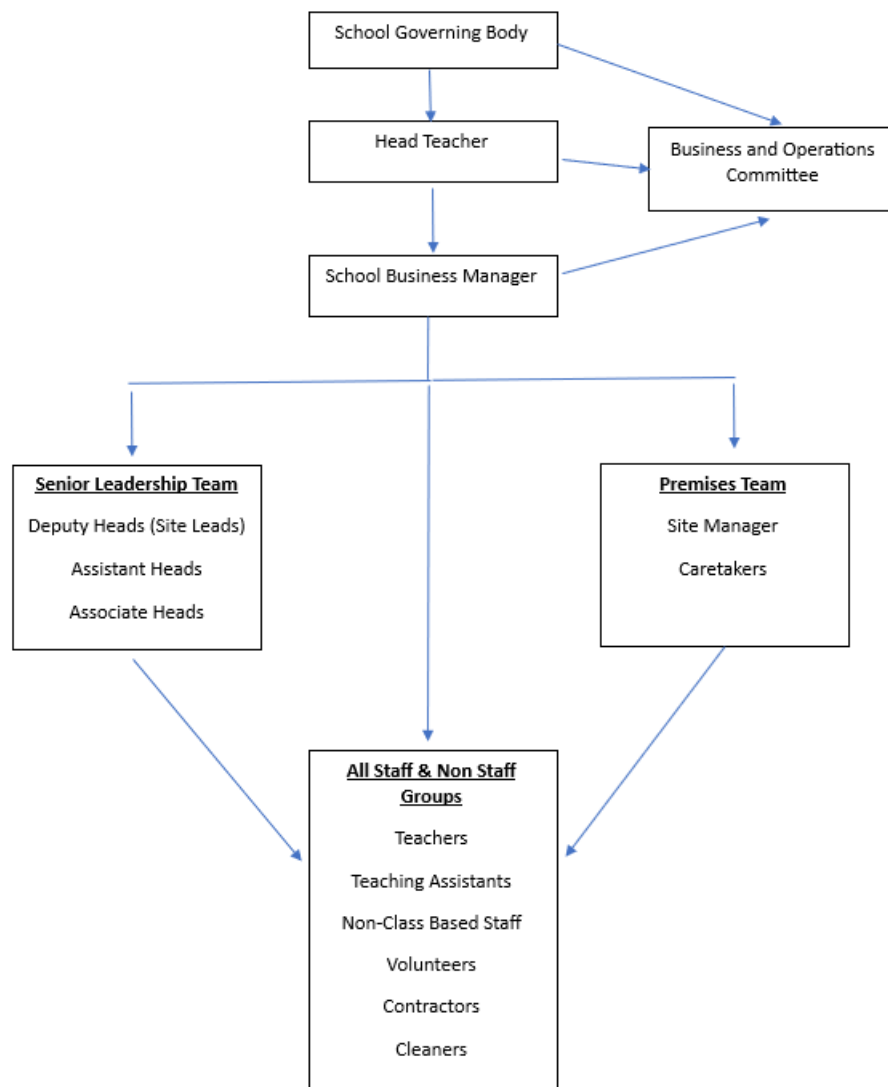 School Governing Body
Head Teacher
Business and Operations
Committee
School Business Manager
Senior Leadership Team
Deputy Heads (Site Leads)
Assistant Heads
Associate Heads
Premises Team
Site Manager
Caretakers
All Staff & Non Staff
Groups
Teachers
Teaching Assistants
Non-Class Based Staff
Volunteers
Contractors
Cleaners